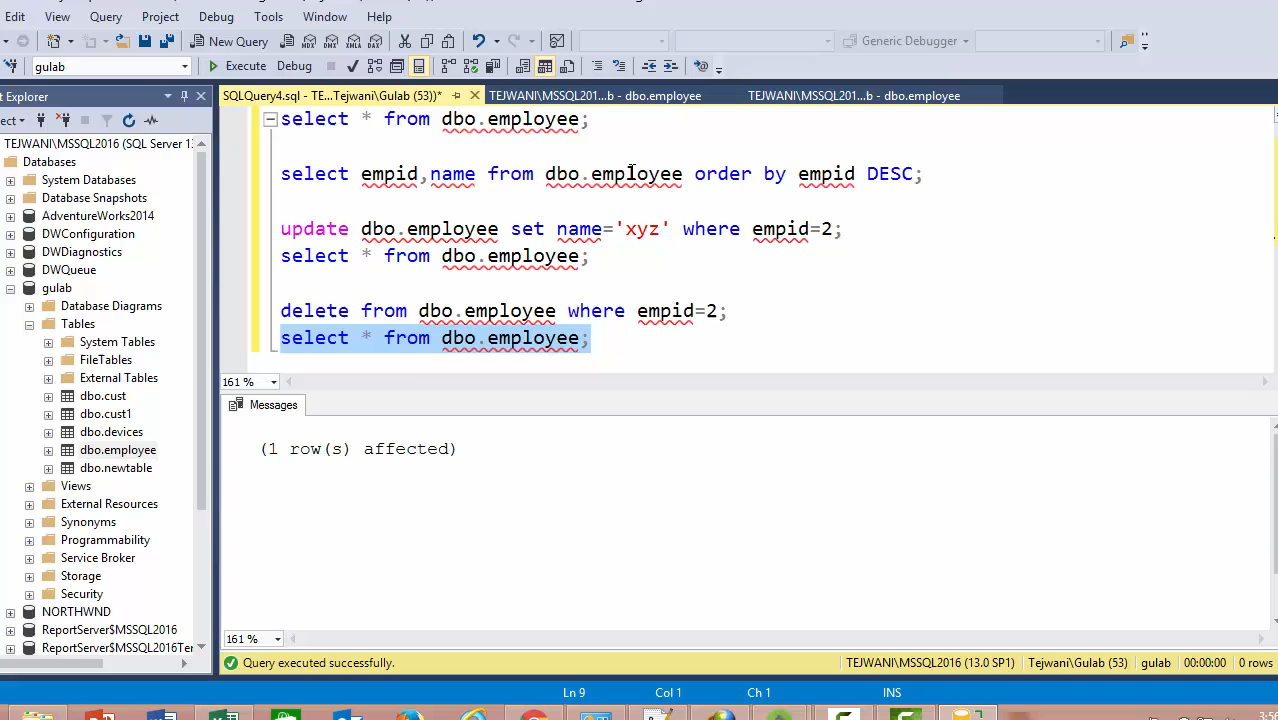 Edit View Query Project Debug Tools Window Help
New Query Generic Debugger
gulab Execute Debug
t Explorer
ect
TEJWANI\MSSQL2016 (SQL Server 13
Databases
System Databases
Database Snapshots
AdventureWorks2014
DWConfiguration
DWDiagnostics
DWQueue
gulab
Database Diagrams
Tables
System Tables
FileTables
External Tables
dbo.cust
dbo.cust1
dbo.devices
dbo.employee
dbo.newtable
Views
External Resources
Synonyms
Programmability
Service Broker
Storage
Security
NORTHWND
ReportServer$MSSQL2016
ReportServer$MSSQL2016Ter
SQLQuery4.sql - TE...Tejwani\Gulab (53))* TEJWANI\MSSQL201...b - dbo.employee TEJWANI\MSSQL201...b - dbo.employee
select * from dbo.employee;
select empid,name from dbo.employee order by empid DESC;
update dbo.employee set name='xyz' where empid=2;
select * from dbo.employee;
delete from dbo.employee where empid=2;
select * from dbo.employee;
161 %
Messages
(1 row(s) affected)
161 %
Query executed successfully. TEJWANI\MSSQL2016 (13.0 SP1) Tejwani\Gulab (53) gulab 00:00:00 0 rows
Ln 9 Col 1 Ch 1 INS